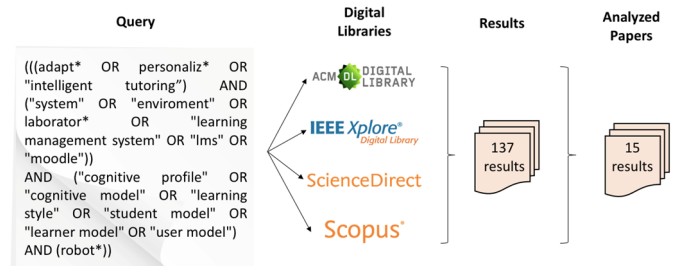 Query
Digital
Libraries
Results
Analyzed
Papers
(((adapt* OR personaliz* OR
"intelligent tutoring”) AND
("system" OR "enviroment" OR
laborator* OR "learning
management system" OR "lms" OR
"moodle"))
AND ("cognitive profile" OR
"cognitive model" OR "learning
style" OR "student model" OR
"learner model" OR "user model")
AND (robot*))
ACM DL DIGITAL
LIBRARY
IEEE Xplore®
Digital Library
ScienceDirect
Scopus®
137
results
15
results